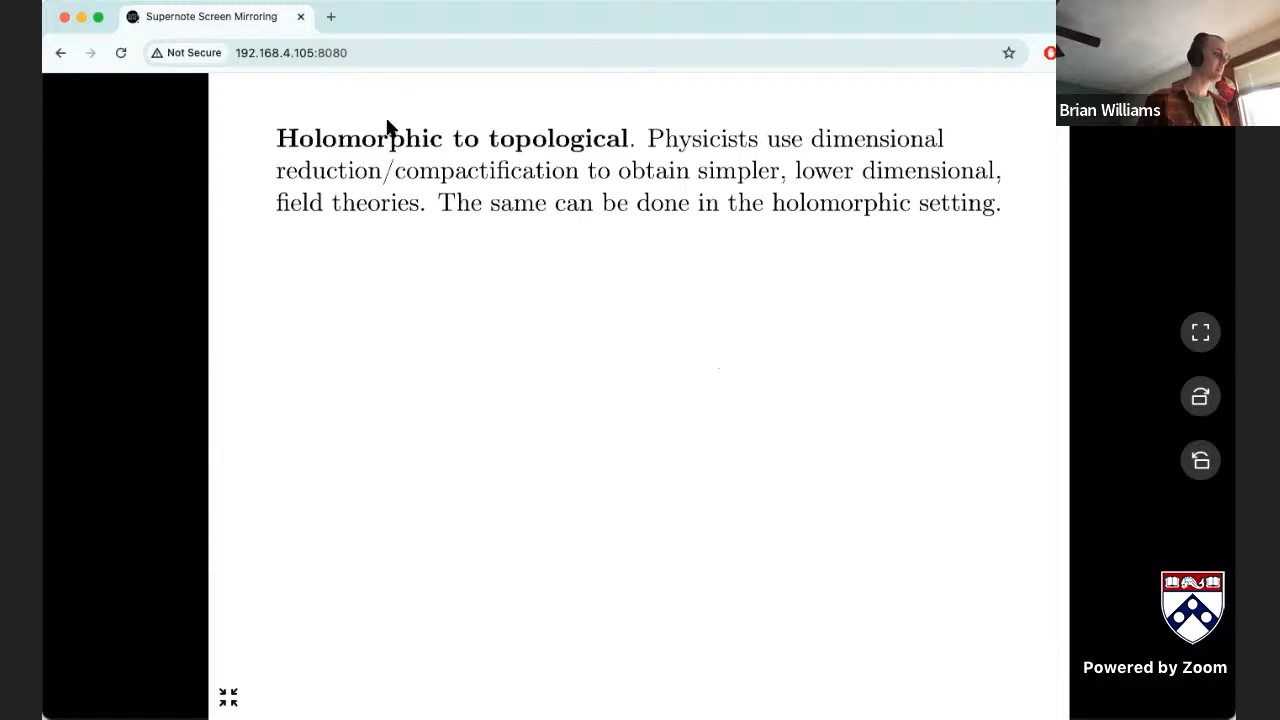 Supernote Screen Mirroring
Not Secure
192.168.4.105:8080
Brian Williams
Holomorphic to topological. Physicists use dimensional
reduction/compactification to obtain simpler, lower dimensional,
field theories. The same can be done in the holomorphic setting.
Powered by Zoom